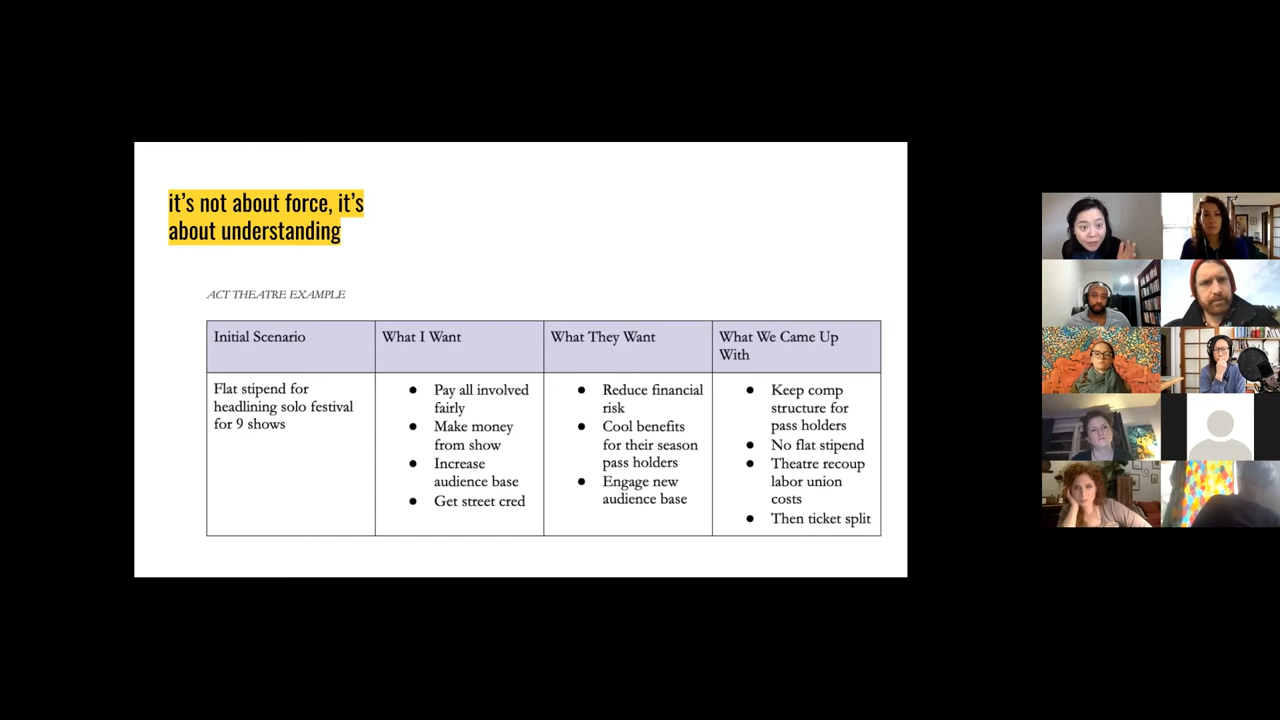 it's not about force, it's
about understanding
ACT THEATRE EXAMPLE
Initial Scenario
What I Want
What They Want
What We Came Up
With
Flat stipend for
headlining solo festival
for 9 shows
● Pay all involved
fairly
● Make money
from show
● Increase
audience base
● Get street cred
● Reduce financial
risk
● Cool benefits
for their season
pass holders
● Engage new
audience base
● Keep comp
structure for
pass holders
● No flat stipend
● Theatre recoup
labor union
costs
● Then ticket split